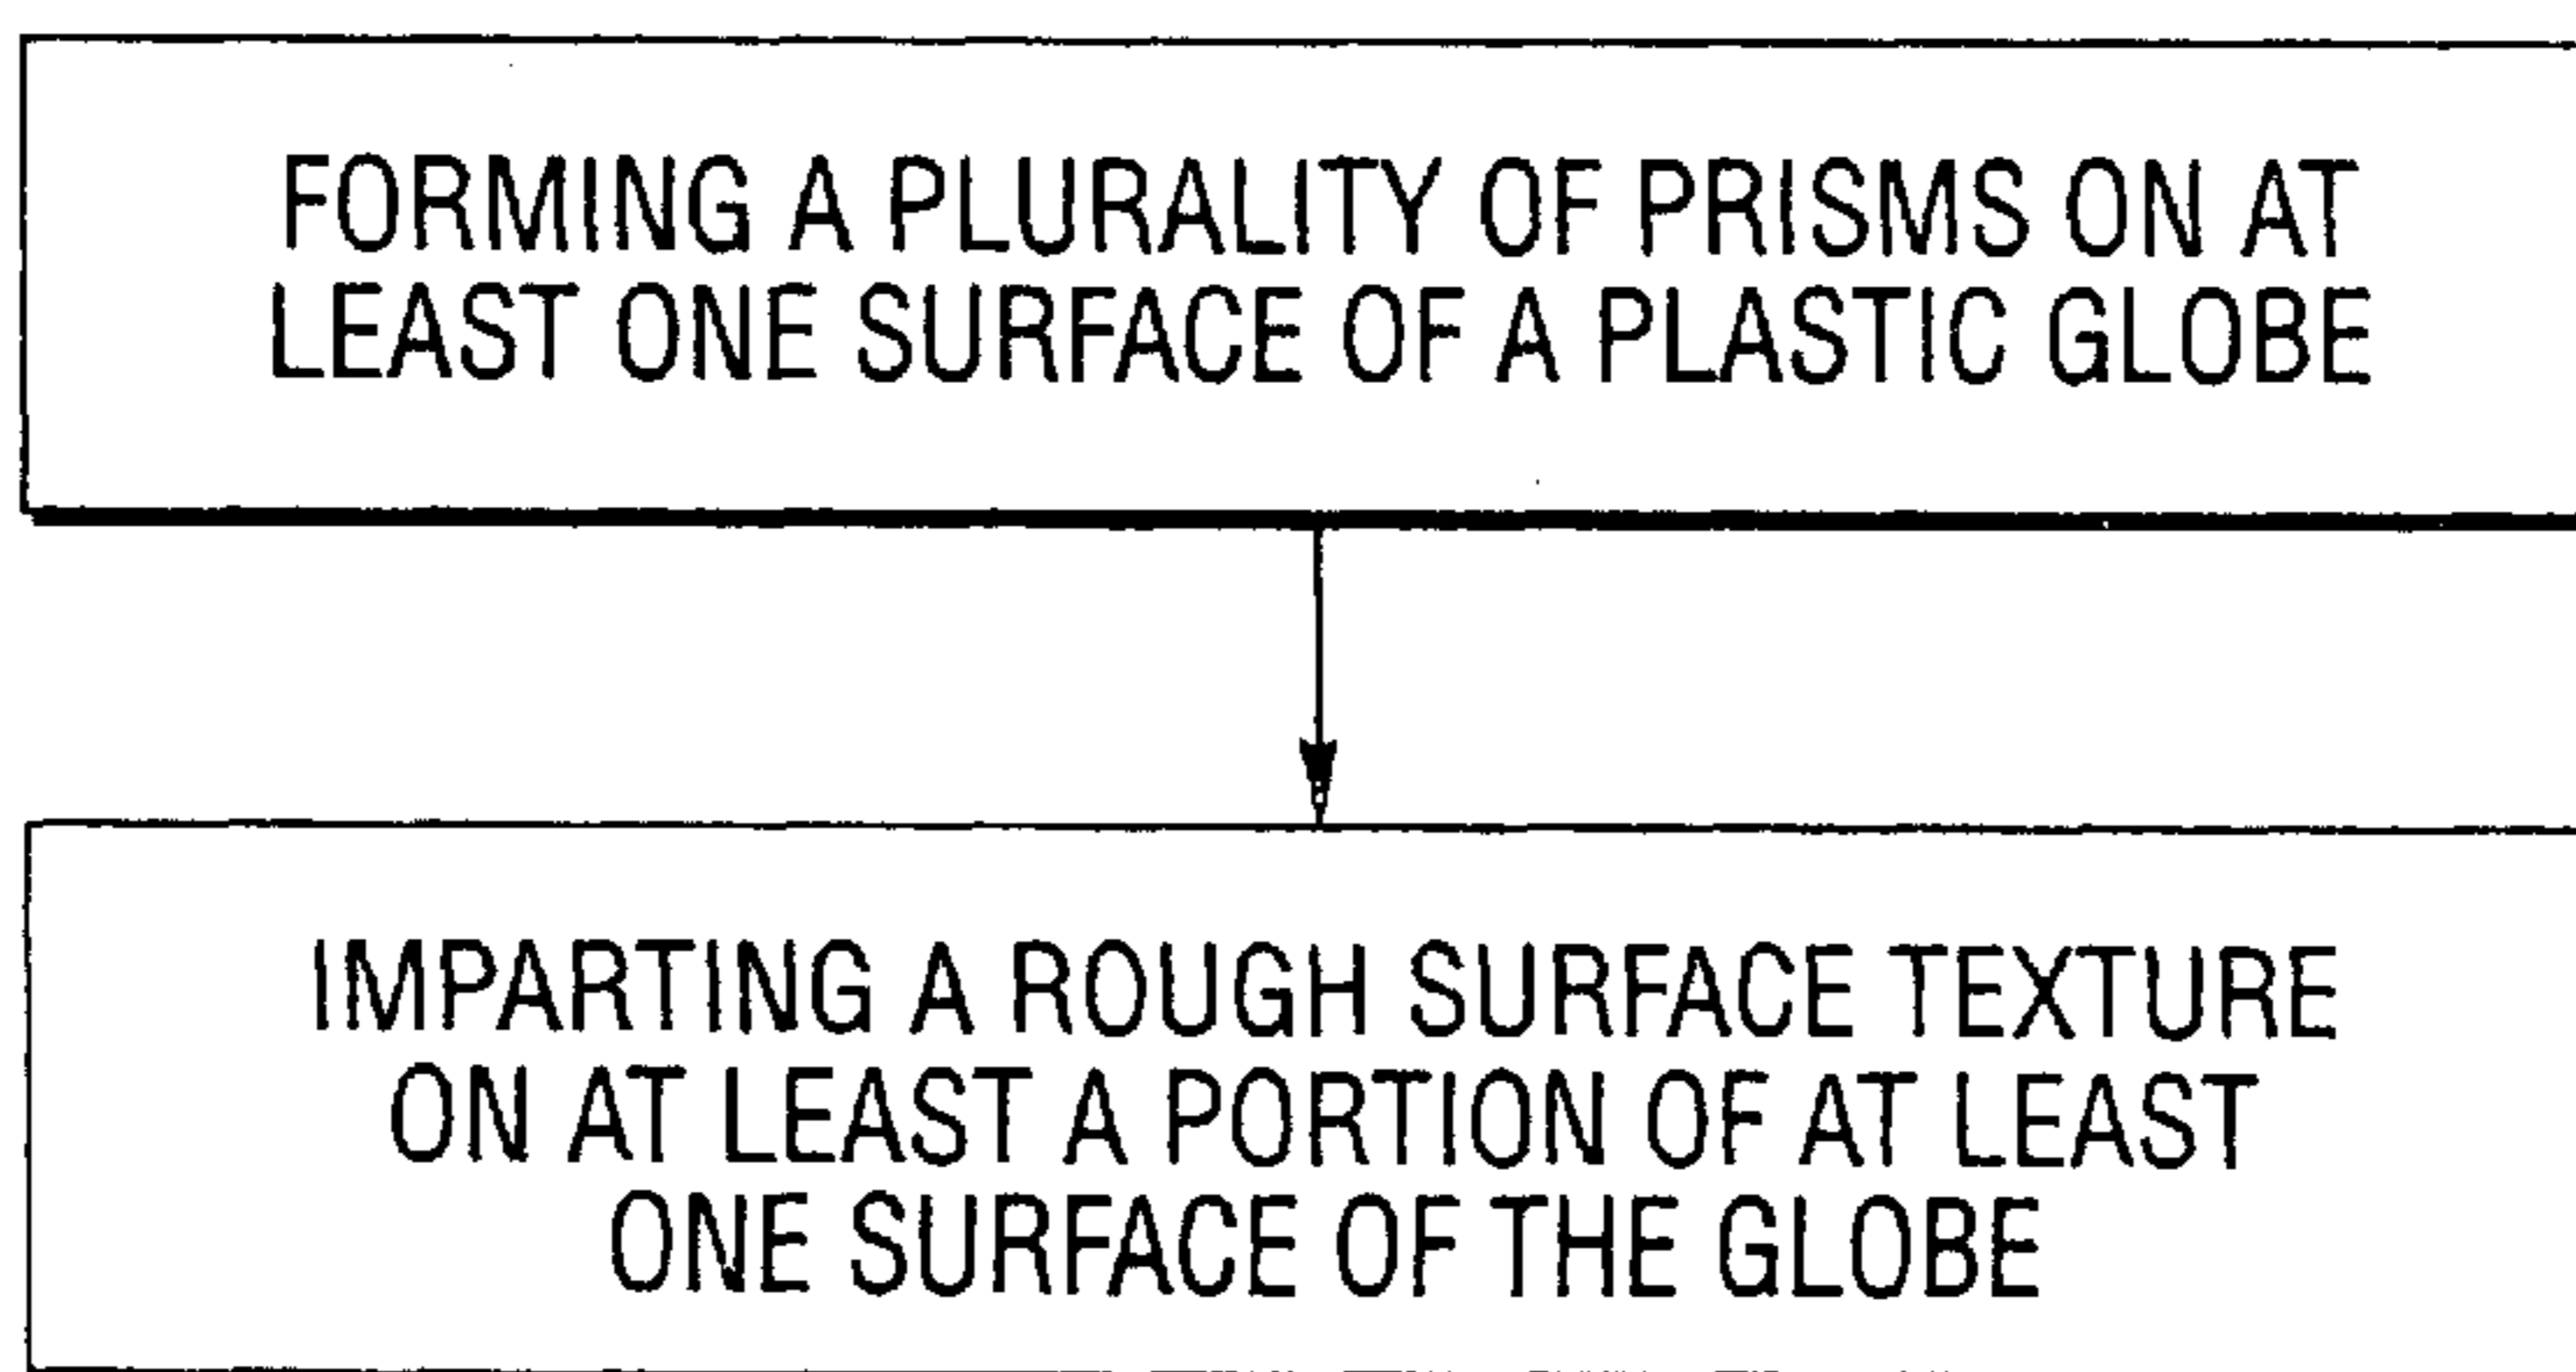 FORMING A PLURALITY OF PRISMS ON AT
LEAST ONE SURFACE OF A PLASTIC GLOBE
IMPARTING A ROUGH SURFACE TEXTURE
ON AT LEAST A PORTION OF AT LEAST
ONE SURFACE OF THE GLOBE